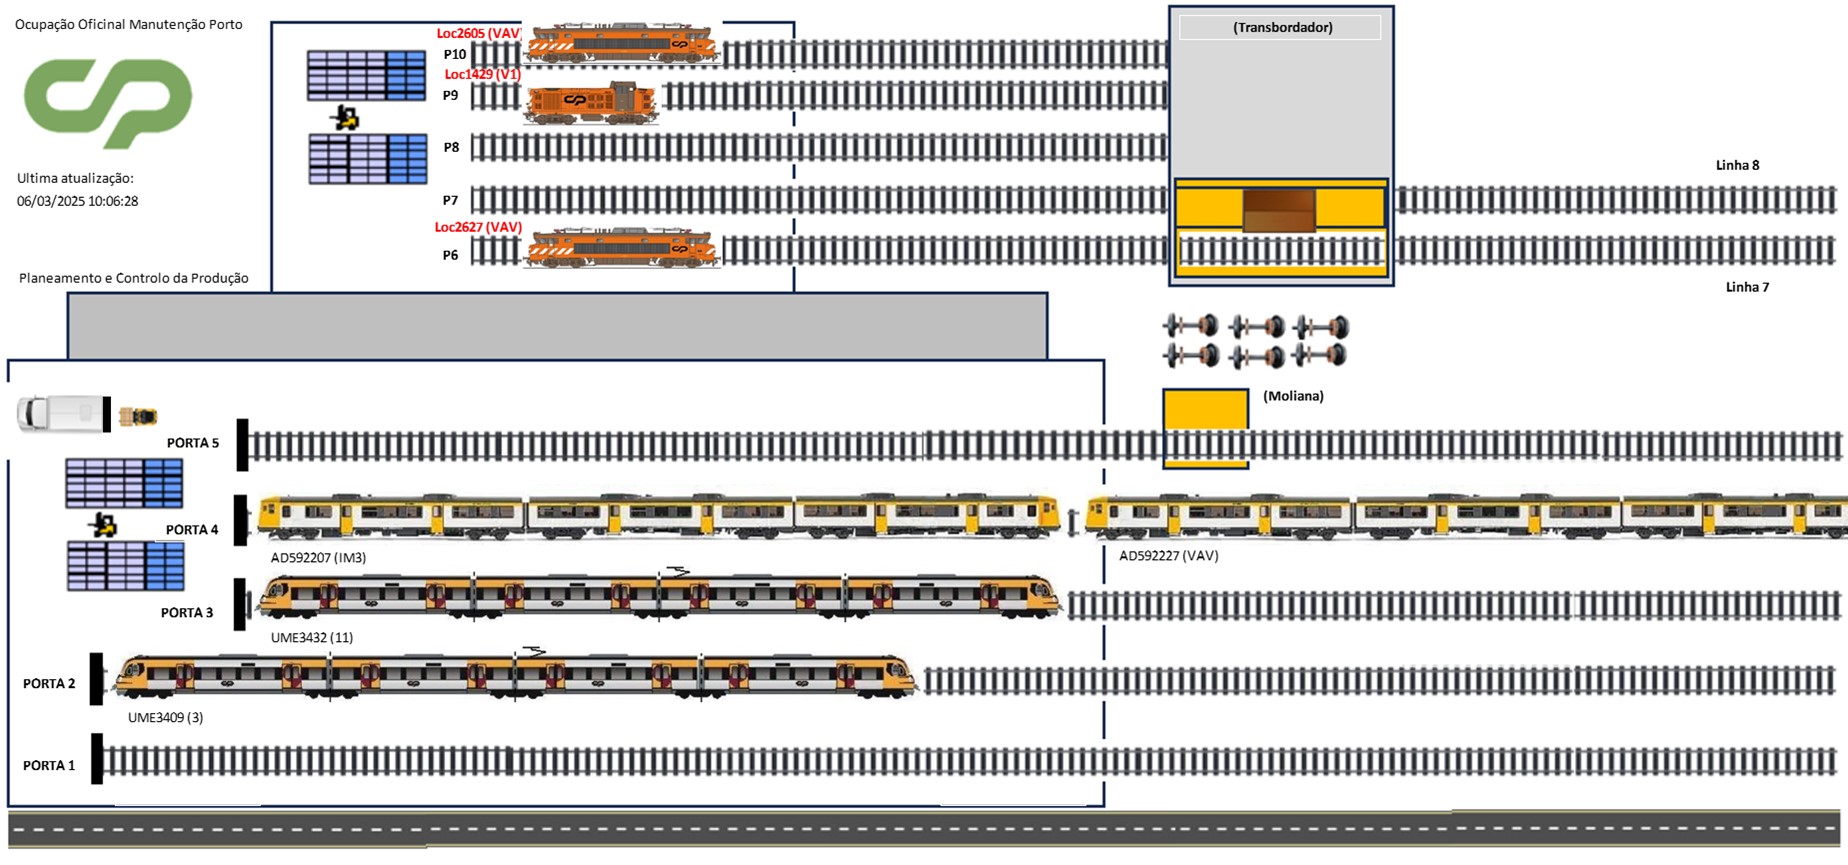 Ocupação Oficinal Manutenção Porto
Loc2605 (VAV)
P10
Loc1429 (V1)
P9
P8
P7
Loc2627 (VAV)
P6
(Transbordador)
Linha 8
Linha 7
Ultima atualização:
06/03/2025 10:06:28
Planeamento e Controlo da Produção
(Moliana)
PORTA 5
PORTA 4
AD592207 (IM3)
AD592227 (VAV)
PORTA 3
UME3432 (11)
PORTA 2
UME3409 (3)
PORTA 1